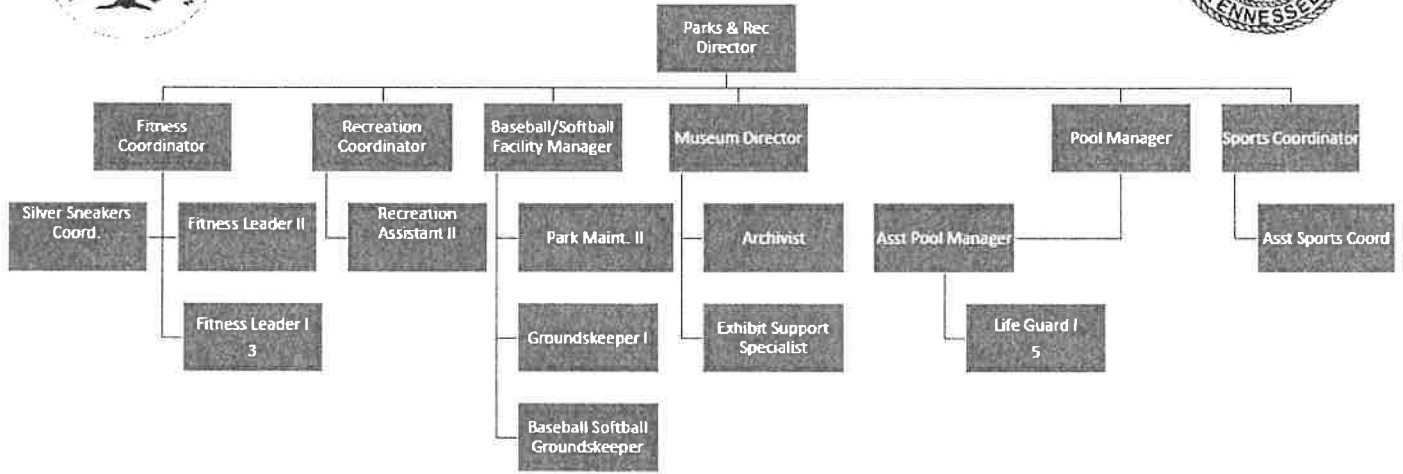 TENNESSEE
Parks & Rec
Director
Fitness
Coordinator
Recreation
Coordinator
Baseball/Softball
Facility Manager
Museum Director
Pool Manager
Sports Coordinator
Silver Sneakers
Coord.
Fitness Leader II
Recreation
Assistant II
Park Maint. II
Archivist
Asst Pool Manager
Asst Sports Coord
Fitness Leader I
3
Groundskeeper I
Exhibit Support
Specialist
Life Guard I
5
Baseball Softball
Groundskeeper